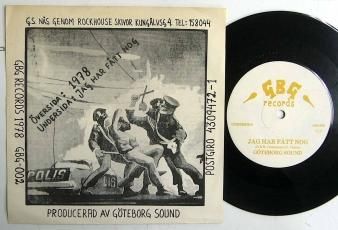 G.S. NÅS GENOM ROCKHOUSE SKIVOR KUNGÄLVSG 4. TEL: 158044
GBG RECORDS 1978 GBG-002
ÖVERSIDA: 1978
UNDERSIDA: JAG HAR FÅTT NOG
POLIS
POSTGIRO 4309472-1
PRODUCERAD AV GÖTEBORG SOUND
GBG
records
JAG HAR FÅTT NOG
GÖTEBORG SOUND